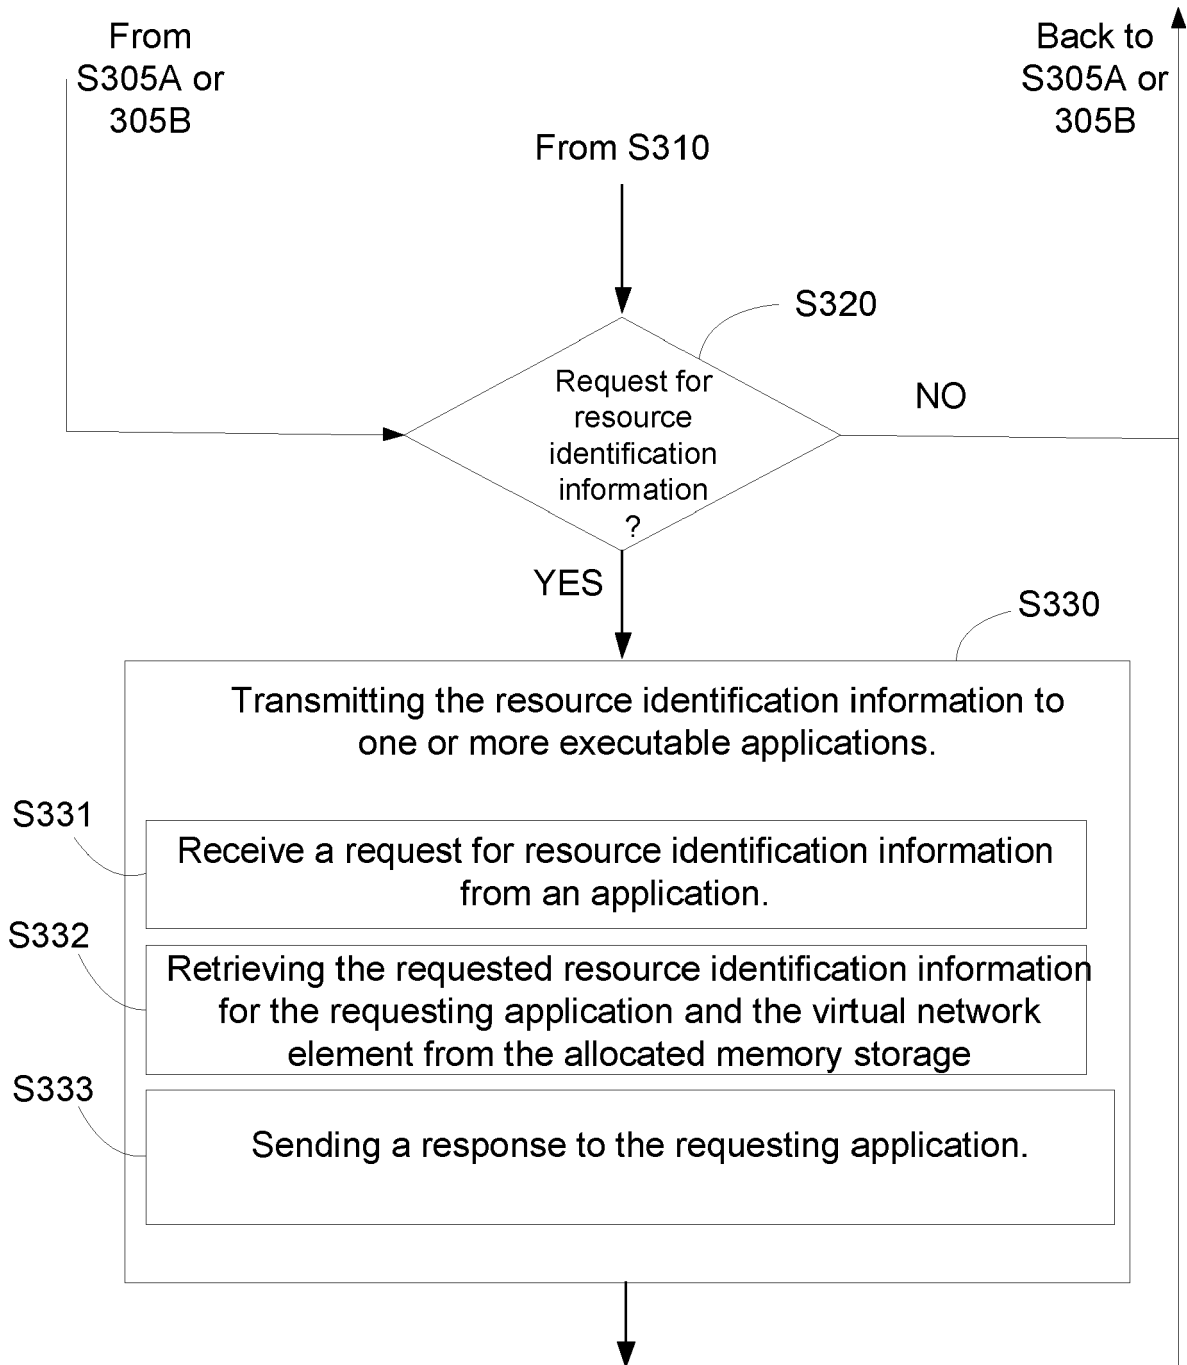 From
S305A or
305B
Back to
S305A or
305B
From S310
S320
Request for
resource
identification
information
?
NO
YES
S330
Transmitting the resource identification information to
one or more executable applications.
S331
Receive a request for resource identification information
from an application.
S332
Retrieving the requested resource identification information
for the requesting application and the virtual network
element from the allocated memory storage
S333
Sending a response to the requesting application.